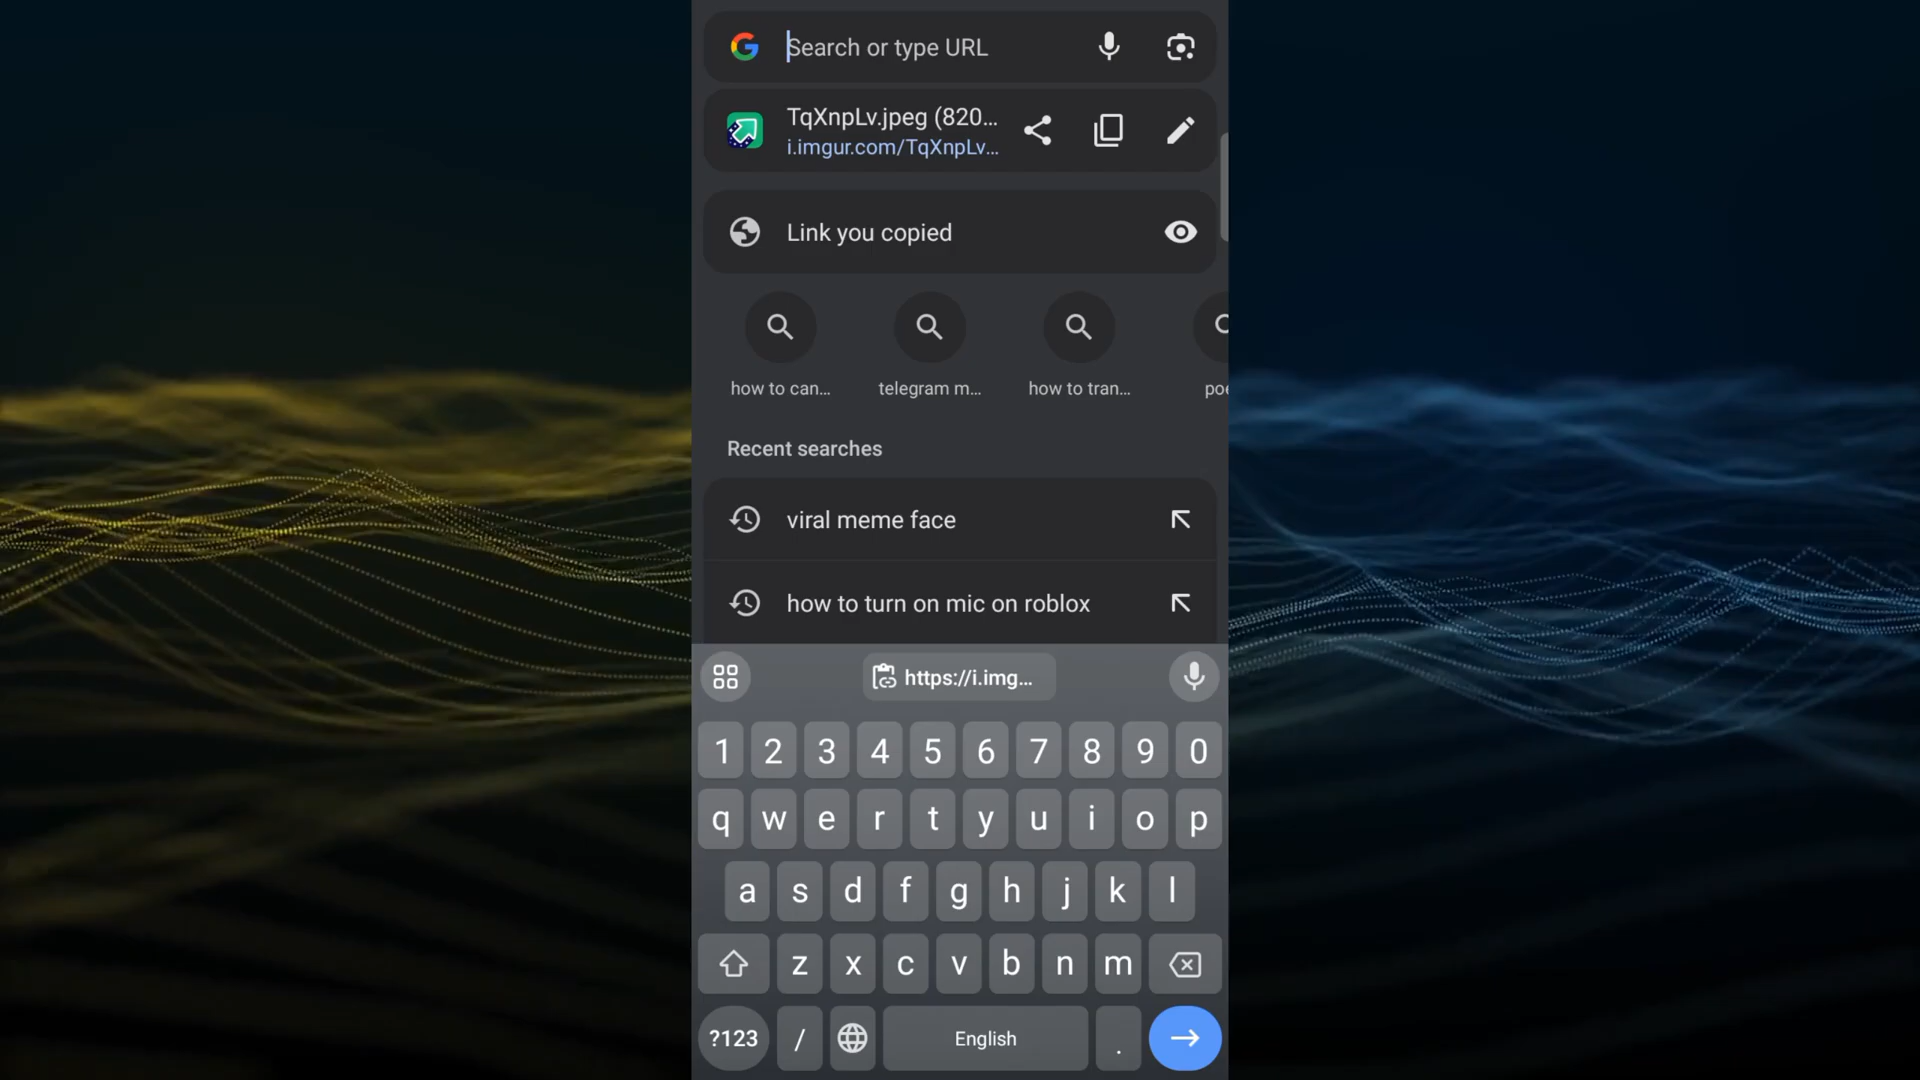 Search or type URL
TqXnpLv.jpeg (820...
i.imgur.com/TqXnpLv...
Link you copied
how to can... telegram m... how to tran... poe
Recent searches
viral meme face
how to turn on mic on roblox
https://i.img...
1 2 3 4 5 6 7 8 9 0
q w e r t y u i o p
a s d f g h j k l
z x c v b n m
?123 / English .